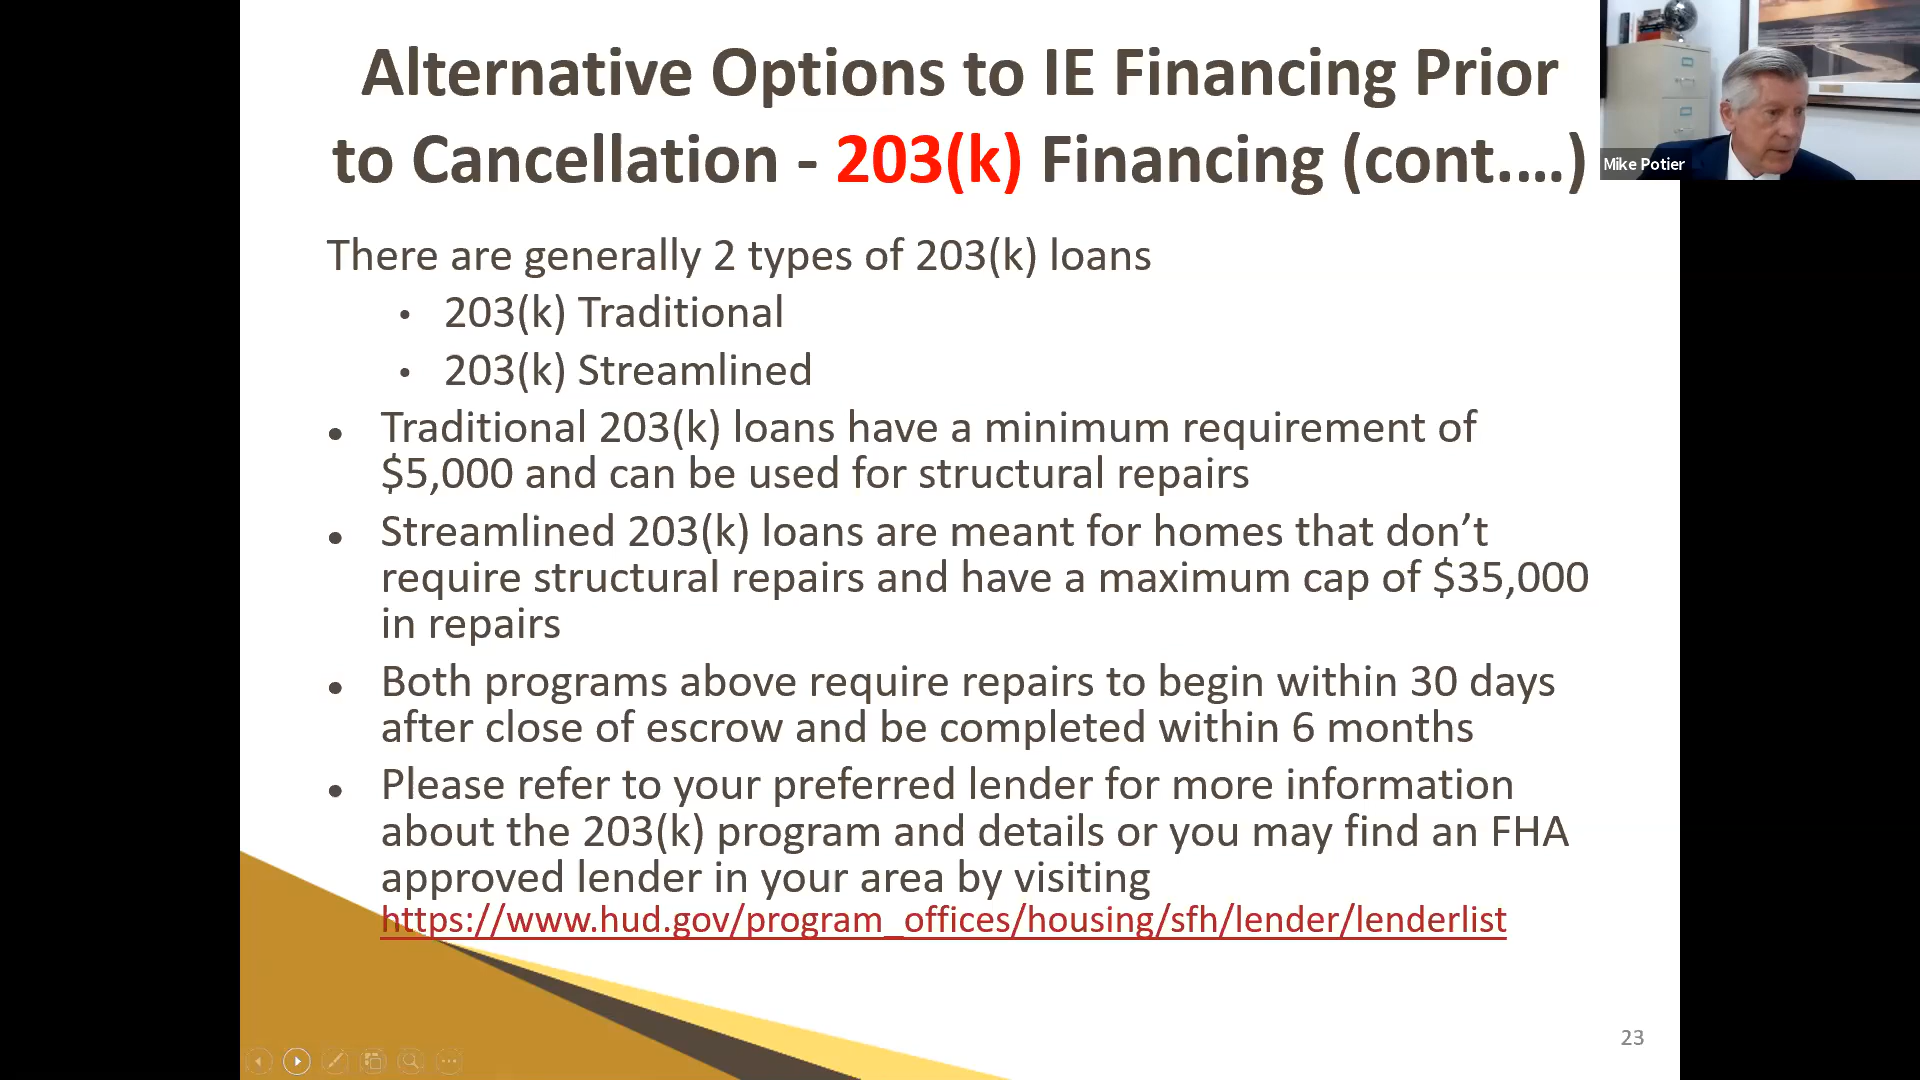 Alternative Options to IE Financing Prior
to Cancellation - 203(k) Financing (cont.…)
Mike Potier
There are generally 2 types of 203(k) loans
• 203(k) Traditional
• 203(k) Streamlined
• Traditional 203(k) loans have a minimum requirement of
$5,000 and can be used for structural repairs
• Streamlined 203(k) loans are meant for homes that don’t
require structural repairs and have a maximum cap of $35,000
in repairs
• Both programs above require repairs to begin within 30 days
after close of escrow and be completed within 6 months
• Please refer to your preferred lender for more information
about the 203(k) program and details or you may find an FHA
approved lender in your area by visiting
https://www.hud.gov/program_offices/housing/sfh/lender/lenderlist
23